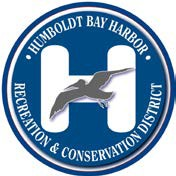 · HUMBOLDT BAY HARBOR ·
RECREATION & CONSERVATION DISTRICT
H